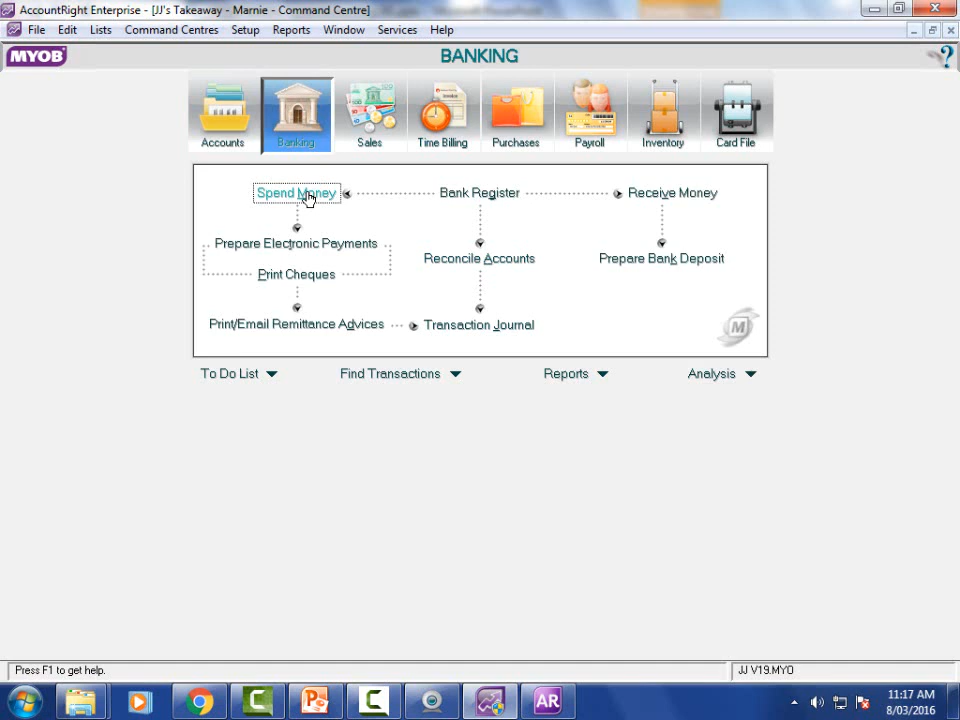 AccountRight Enterprise - [JJ's Takeaway - Marnie - Command Centre]
File Edit Lists Command Centres Setup Reports Window Services Help
MYOB BANKING
Accounts Banking Sales Time Billing Purchases Payroll Inventory Card File
Spend Money Bank Register Receive Money
Prepare Electronic Payments
Reconcile Accounts Prepare Bank Deposit
Print Cheques
Print/Email Remittance Advices Transaction Journal
To Do List Find Transactions Reports Analysis
Press F1 to get help. JJ V19.MYO
11:17 AM
8/03/2016